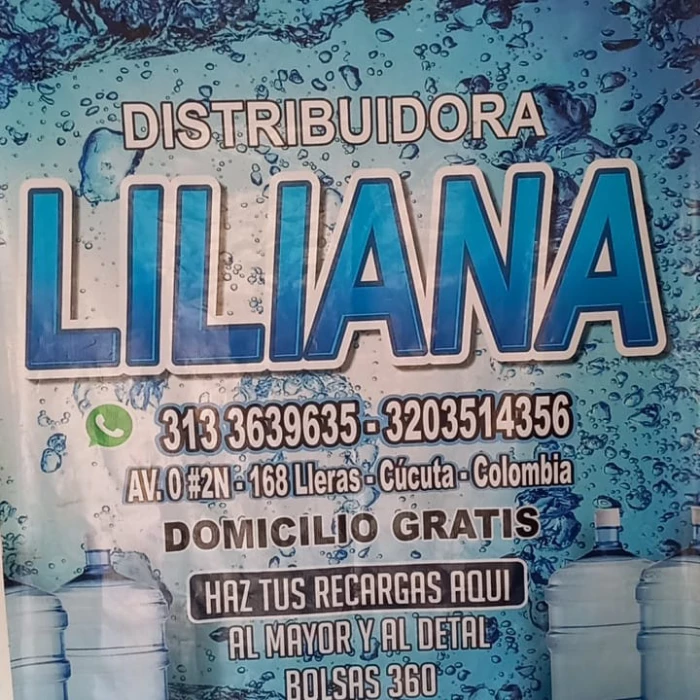 DISTRIBUIDORA
LILIANA
313 3639635 - 3203514356
AV. 0 #2N - 168 Lleras - Cúcuta - Colombia
DOMICILIO GRATIS
HAZ TUS RECARGAS AQUI
AL MAYOR Y AL DETAL
BOLSAS 360